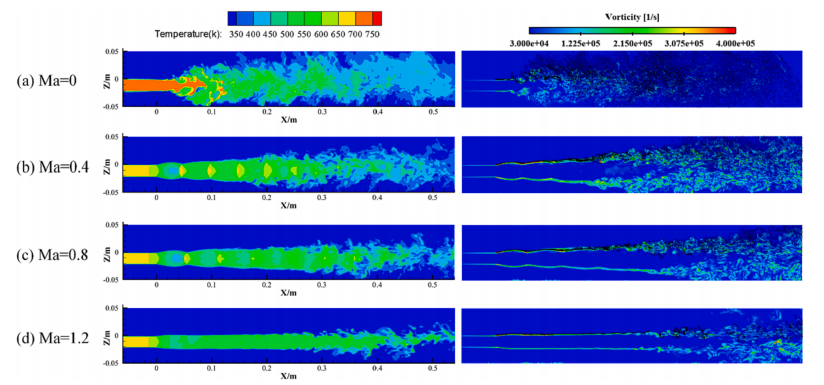 Temperature(k): 350 400 450 500 550 600 650 700 750
Vorticity [1/s]
3.000e+04 1.225e+05 2.150e+05 3.075e+05 4.000e+05
(a) Ma=0
Z/m
0.05
0
-0.05
0 0.1 0.2 0.3 0.4 0.5
X/m
(b) Ma=0.4
Z/m
0.05
0
-0.05
0 0.1 0.2 0.3 0.4 0.5
X/m
(c) Ma=0.8
Z/m
0.05
0
-0.05
0 0.1 0.2 0.3 0.4 0.5
X/m
(d) Ma=1.2
Z/m
0.05
0
-0.05
0 0.1 0.2 0.3 0.4 0.5
X/m